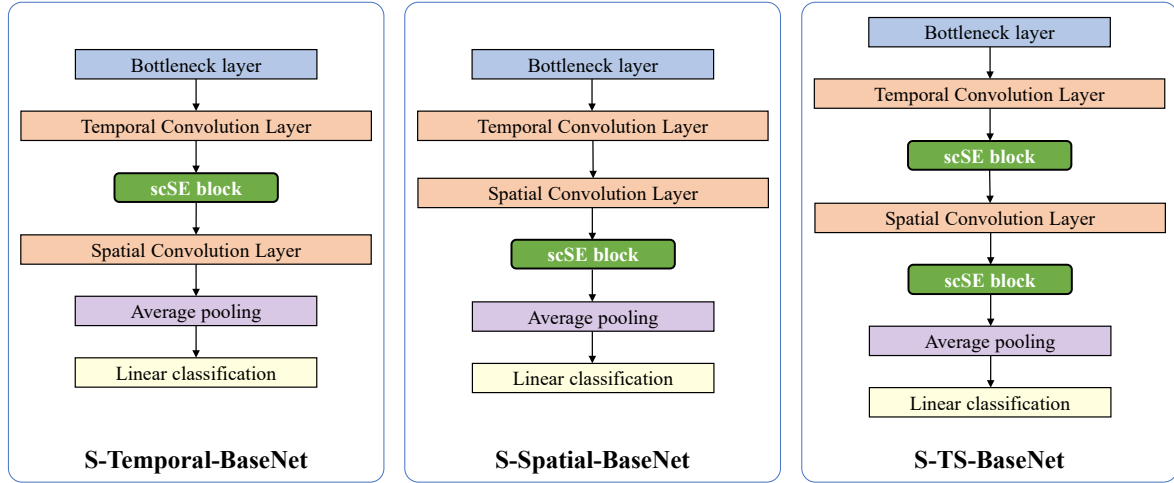 Bottleneck layer
Temporal Convolution Layer
scSE block
Spatial Convolution Layer
Average pooling
Linear classification
S-Temporal-BaseNet
Bottleneck layer
Temporal Convolution Layer
Spatial Convolution Layer
scSE block
Average pooling
Linear classification
S-Spatial-BaseNet
Bottleneck layer
Temporal Convolution Layer
scSE block
Spatial Convolution Layer
scSE block
Average pooling
Linear classification
S-TS-BaseNet